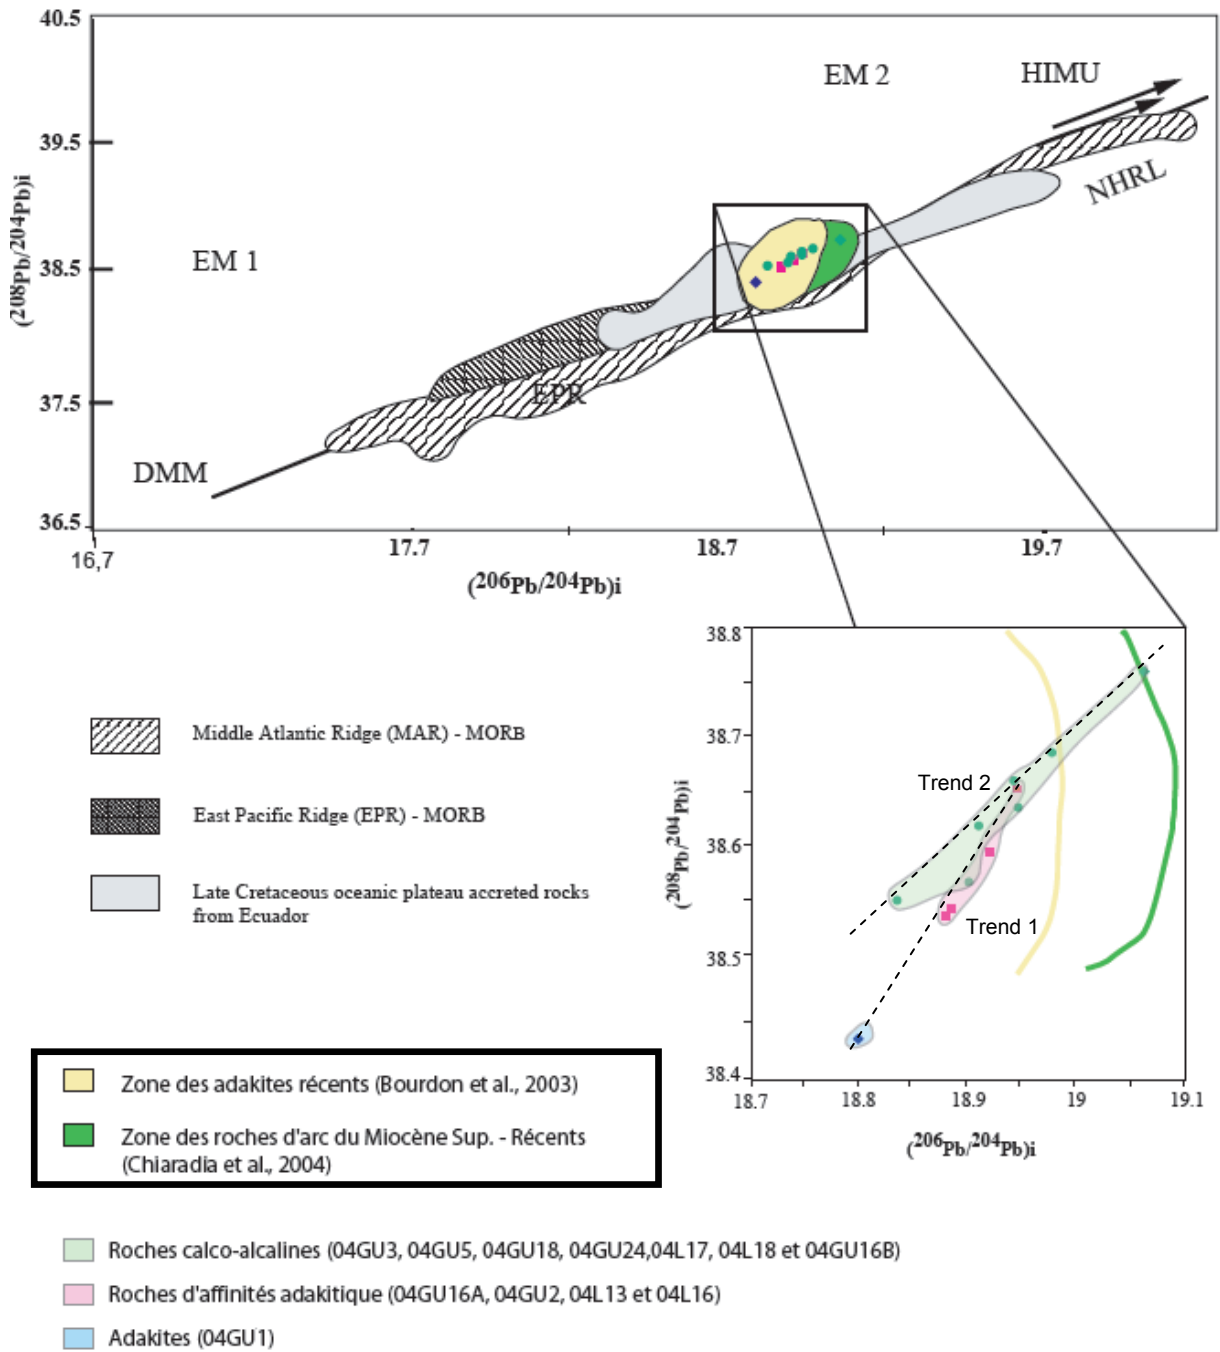 40.5
39.5
38.5
37.5
36.5
(208Pb/204Pb)i
EM 2
HIMU
NHRL
EM 1
EPR
DMM
16,7
17.7
18.7
19.7
(206Pb/204Pb)i
Middle Atlantic Ridge (MAR) - MORB
East Pacific Ridge (EPR) - MORB
Late Cretaceous oceanic plateau accreted rocks
from Ecuador
38.8
38.7
38.6
38.5
38.4
(208Pb/204Pb)i
Trend 2
Trend 1
18.7
18.8
18.9
19
19.1
(206Pb/204Pb)i
Zone des adakites récents (Bourdon et al., 2003)
Zone des roches d'arc du Miocène Sup. - Récents
(Chiaradia et al., 2004)
Roches calco-alcalines (04GU3, 04GU5, 04GU18, 04GU24,04L17, 04L18 et 04GU16B)
Roches d'affinités adakitique (04GU16A, 04GU2, 04L13 et 04L16)
Adakites (04GU1)